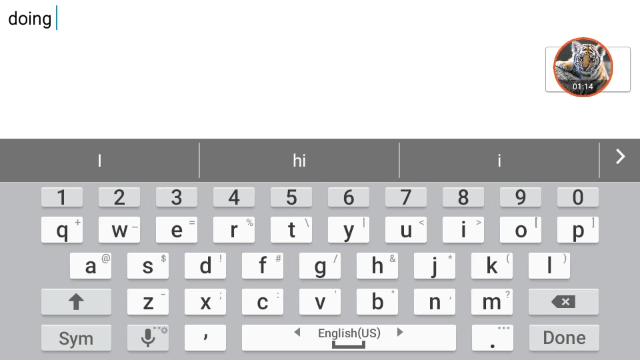 doing
01:14
I hi i
1 2 3 4 5 6 7 8 9 0
q + w _ e = r % t \ y | u < i > o [ p ]
a @ s $ d ! f # g / h & j * k ( l )
z - x ; c : v ' b " n , m ?
Sym , English(US) . Done